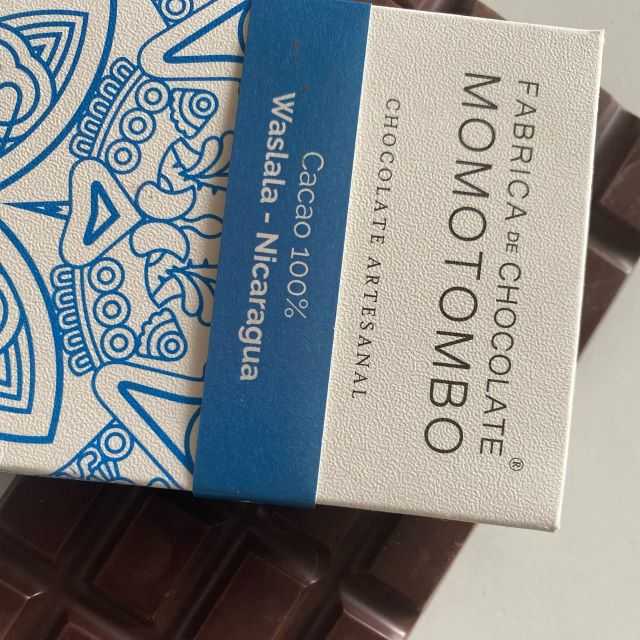 FABRICA DE CHOCOLATE®
MOMOTOMBO
CHOCOLATE ARTESANAL
Cacao 100%
Waslala - Nicaragua